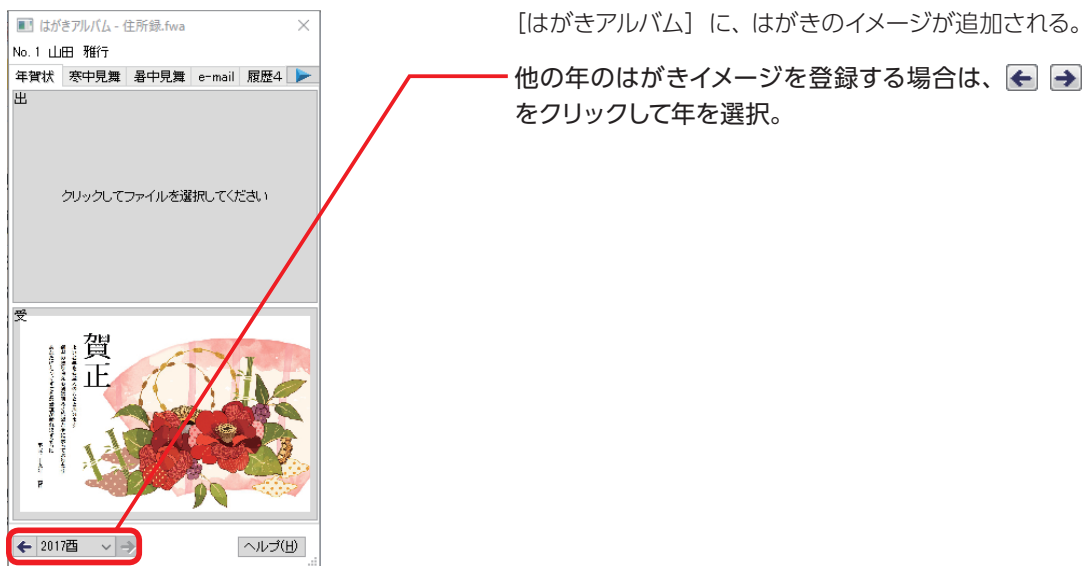 はがきアルバム - 住所録.fwa
No. 1 山田 雅行
年賀状 寒中見舞 暑中見舞 e-mail 履歴4
出
クリックしてファイルを選択してください
受
賀正
2017酉
ヘルプ(H)
[はがきアルバム]に、はがきのイメージが追加される。
他の年のはがきイメージを登録する場合は、
をクリックして年を選択。